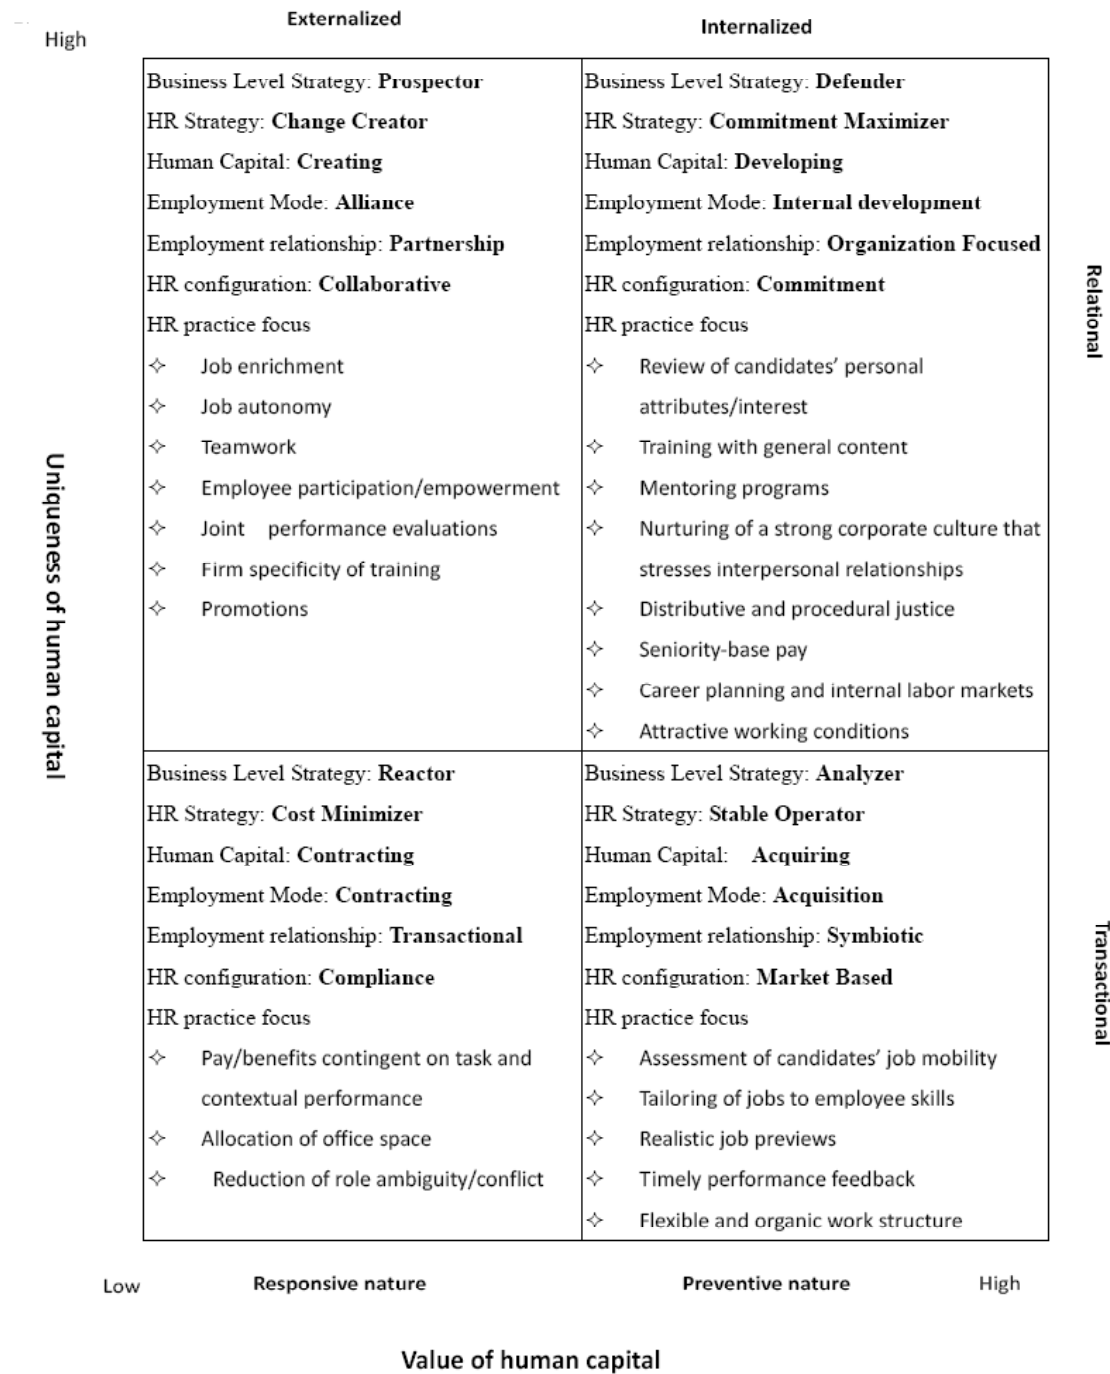 Externalized
Internalized
High
Business Level Strategy: Prospector
HR Strategy: Change Creator
Human Capital: Creating
Employment Mode: Alliance
Employment relationship: Partnership
HR configuration: Collaborative
HR practice focus
✧ Job enrichment
✧ Job autonomy
✧ Teamwork
✧ Employee participation/empowerment
✧ Joint performance evaluations
✧ Firm specificity of training
✧ Promotions
Business Level Strategy: Defender
HR Strategy: Commitment Maximizer
Human Capital: Developing
Employment Mode: Internal development
Employment relationship: Organization Focused
HR configuration: Commitment
HR practice focus
✧ Review of candidates' personal
attributes/interest
✧ Training with general content
✧ Mentoring programs
✧ Nurturing of a strong corporate culture that
stresses interpersonal relationships
✧ Distributive and procedural justice
✧ Seniority-base pay
✧ Career planning and internal labor markets
✧ Attractive working conditions
Relational
Uniqueness of human capital
Business Level Strategy: Reactor
HR Strategy: Cost Minimizer
Human Capital: Contracting
Employment Mode: Contracting
Employment relationship: Transactional
HR configuration: Compliance
HR practice focus
✧ Pay/benefits contingent on task and
contextual performance
✧ Allocation of office space
✧ Reduction of role ambiguity/conflict
Business Level Strategy: Analyzer
HR Strategy: Stable Operator
Human Capital: Acquiring
Employment Mode: Acquisition
Employment relationship: Symbiotic
HR configuration: Market Based
HR practice focus
✧ Assessment of candidates' job mobility
✧ Tailoring of jobs to employee skills
✧ Realistic job previews
✧ Timely performance feedback
✧ Flexible and organic work structure
Transactional
Low
Responsive nature
Preventive nature
High
Value of human capital